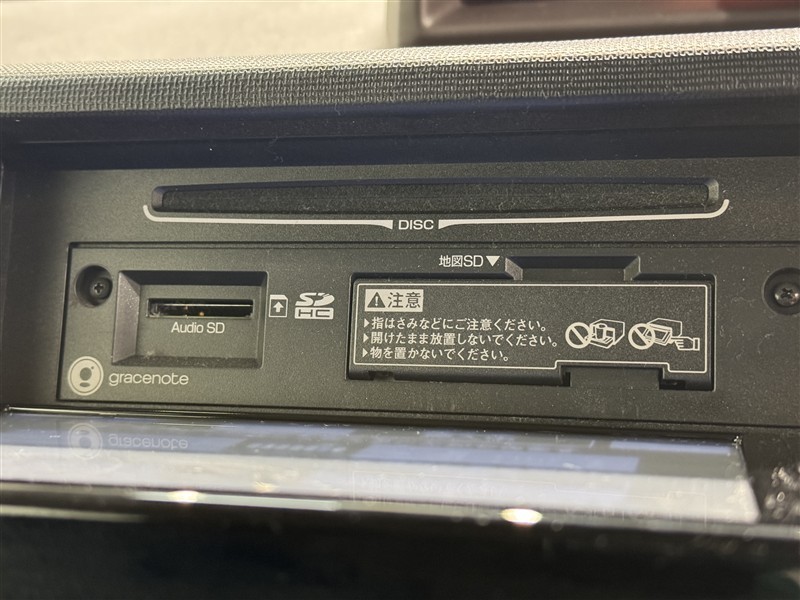 DISC
地図SD▼
Audio SD
SD
HC
⚠注意
▶指はさみなどにご注意ください。
▶開けたまま放置しないでください。
▶物を置かないでください。
gracenote